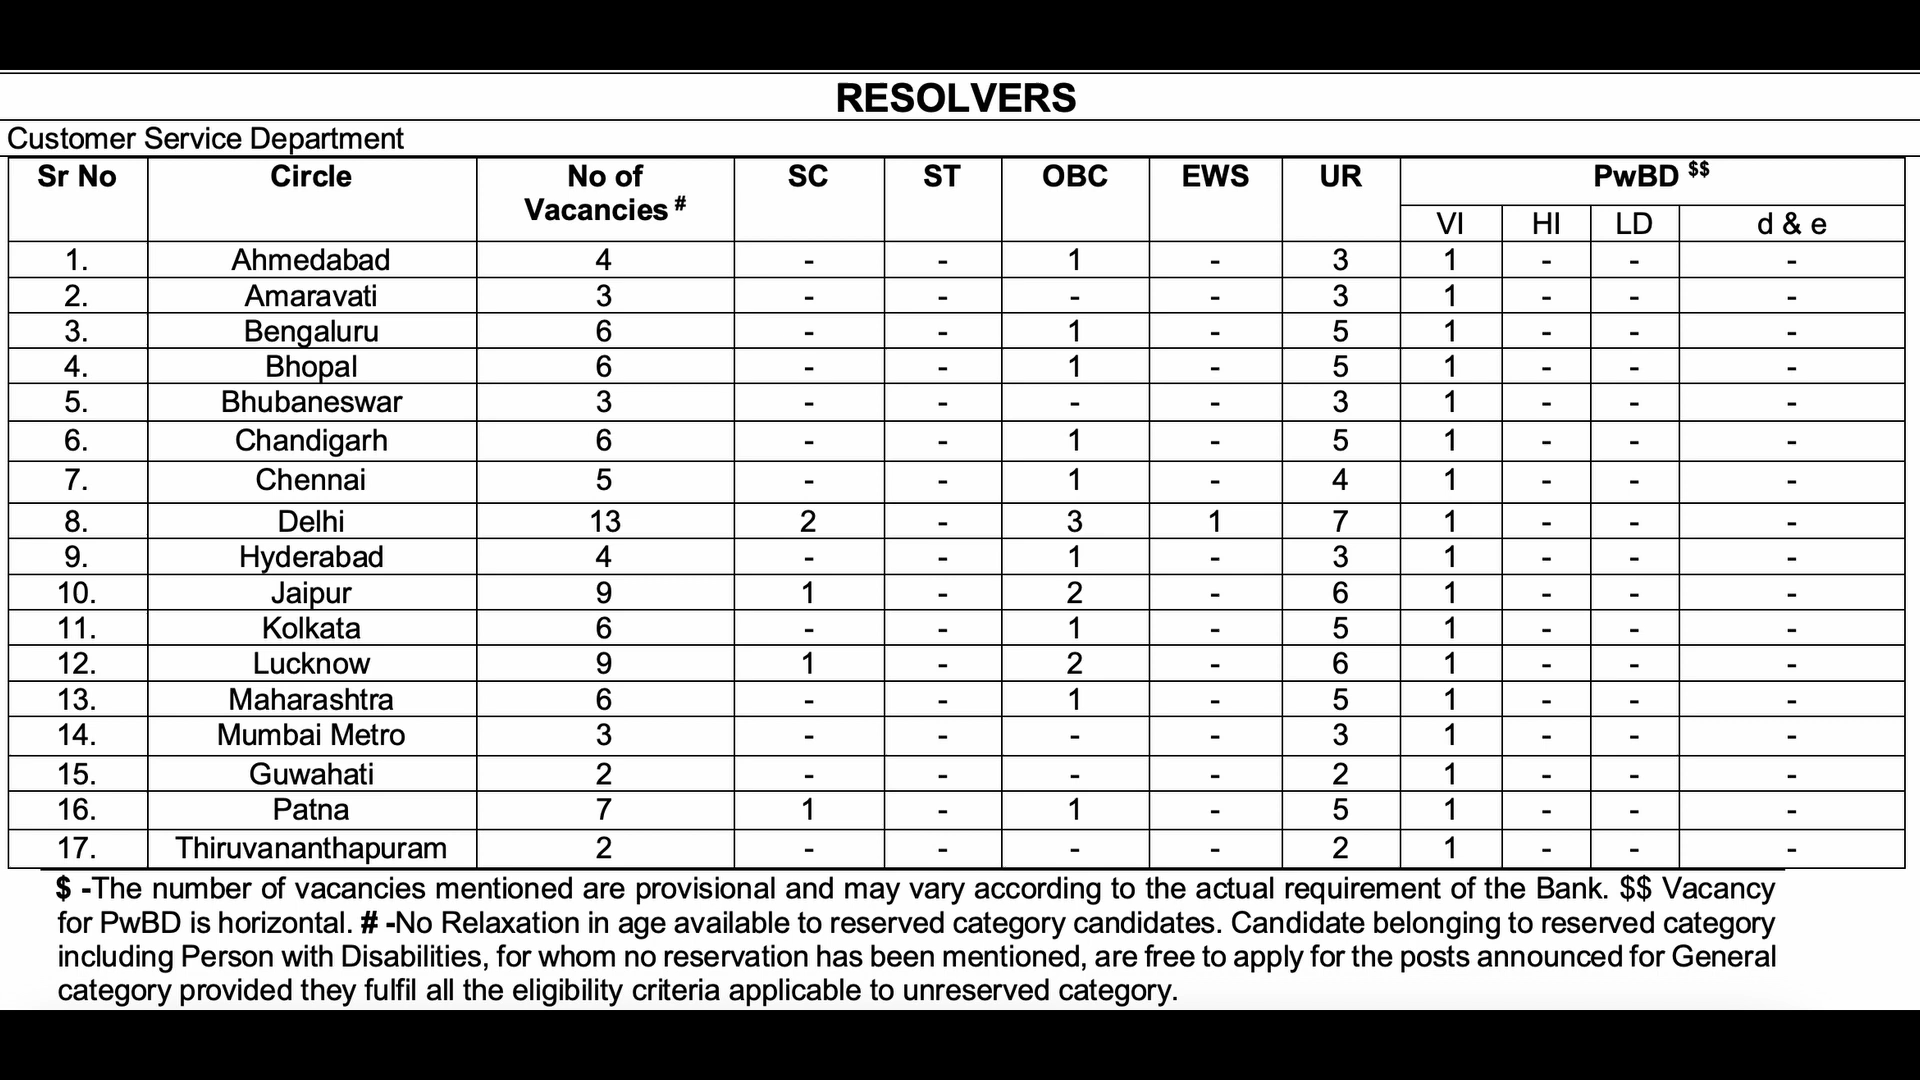 RESOLVERS
Customer Service Department
Sr No Circle No of Vacancies # SC ST OBC EWS UR PwBD $$
VI HI LD d & e
1. Ahmedabad 4 - - 1 - 3 1 - - -
2. Amaravati 3 - - - - 3 1 - - -
3. Bengaluru 6 - - 1 - 5 1 - - -
4. Bhopal 6 - - 1 - 5 1 - - -
5. Bhubaneswar 3 - - - - 3 1 - - -
6. Chandigarh 6 - - 1 - 5 1 - - -
7. Chennai 5 - - 1 - 4 1 - - -
8. Delhi 13 2 - 3 1 7 1 - - -
9. Hyderabad 4 - - 1 - 3 1 - - -
10. Jaipur 9 1 - 2 - 6 1 - - -
11. Kolkata 6 - - 1 - 5 1 - - -
12. Lucknow 9 1 - 2 - 6 1 - - -
13. Maharashtra 6 - - 1 - 5 1 - - -
14. Mumbai Metro 3 - - - - 3 1 - - -
15. Guwahati 2 - - - - 2 1 - - -
16. Patna 7 1 - 1 - 5 1 - - -
17. Thiruvananthapuram 2 - - - - 2 1 - - -
$ -The number of vacancies mentioned are provisional and may vary according to the actual requirement of the Bank. $$ Vacancy
for PwBD is horizontal. # -No Relaxation in age available to reserved category candidates. Candidate belonging to reserved category
including Person with Disabilities, for whom no reservation has been mentioned, are free to apply for the posts announced for General
category provided they fulfil all the eligibility criteria applicable to unreserved category.